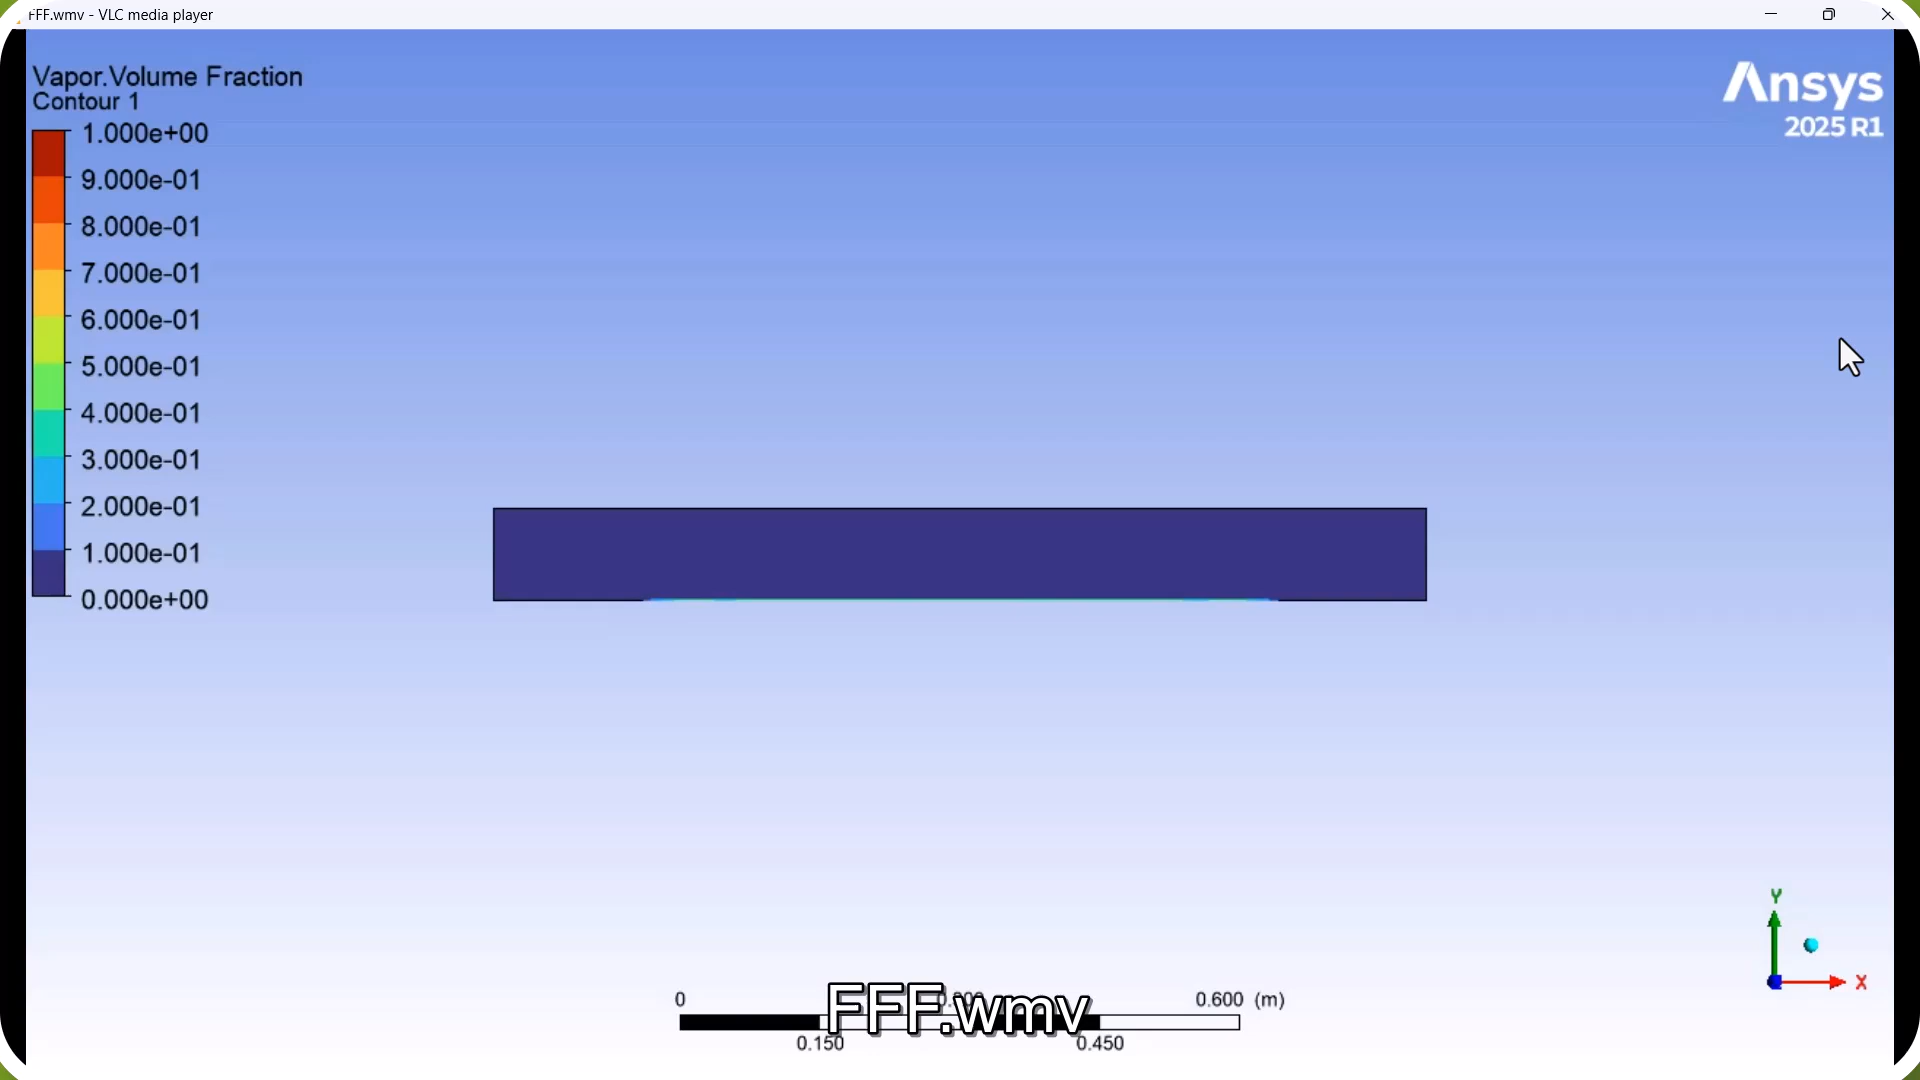 FFF.wmv - VLC media player
Vapor.Volume Fraction
Contour 1
1.000e+00
9.000e-01
8.000e-01
7.000e-01
6.000e-01
5.000e-01
4.000e-01
3.000e-01
2.000e-01
1.000e-01
0.000e+00
Ansys
2025 R1
Y
X
0
0.600 (m)
FFF.wmv
0.150
0.450